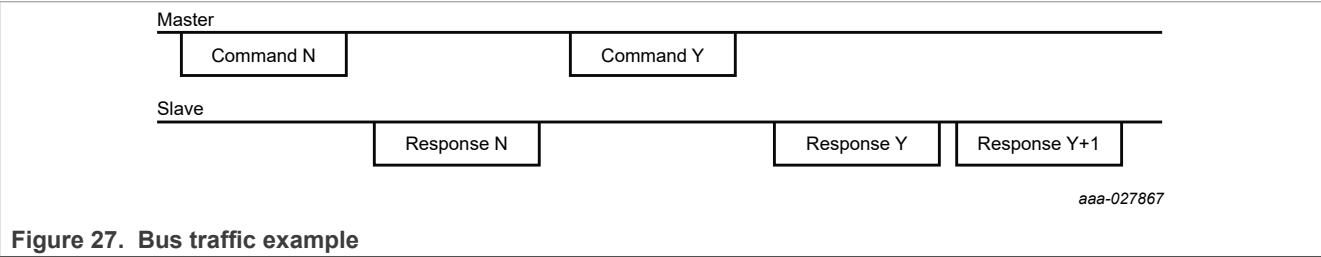 Master
Command N
Command Y
Slave
Response N
Response Y
Response Y+1
aaa-027867
Figure 27. Bus traffic example